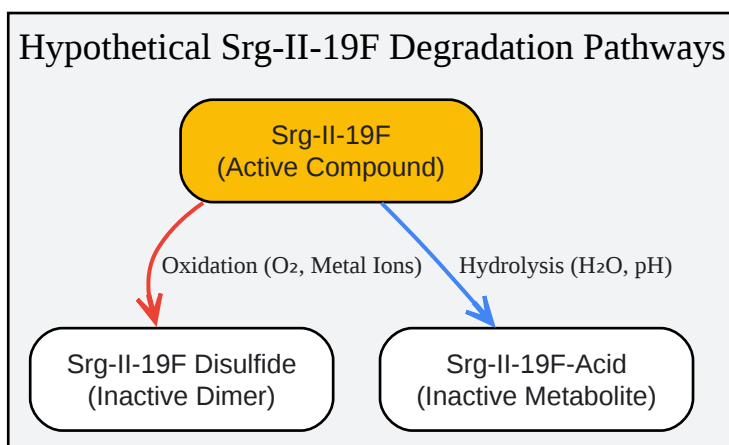 Hypothetical Srg-II-19F Degradation Pathways
Srg-II-19F
(Active Compound)
Oxidation (O₂, Metal Ions)
Hydrolysis (H₂O, pH)
Srg-II-19F Disulfide
(Inactive Dimer)
Srg-II-19F-Acid
(Inactive Metabolite)